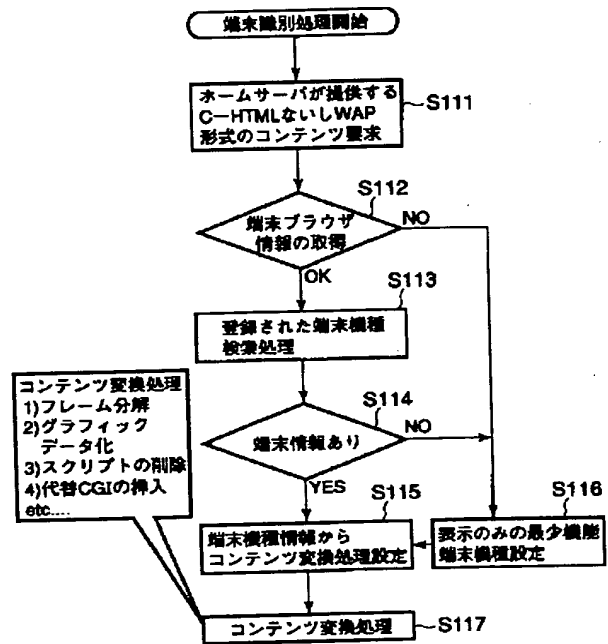 端末識別処理開始
ホームサーバが提供する
C−HTMLないしWAP
形式のコンテンツ要求
S111
S112
端末ブラウザ
情報の取得
NO
OK
S113
登録された端末機種
検索処理
コンテンツ変換処理
1)フレーム分解
2)グラフィック
データ化
3)スクリプトの削除
4)代替CGIの挿入
etc....
S114
端末情報あり
NO
YES
S115
端末機種情報から
コンテンツ変換処理設定
S116
表示のみの最少機能
端末機種設定
コンテンツ変換処理
S117